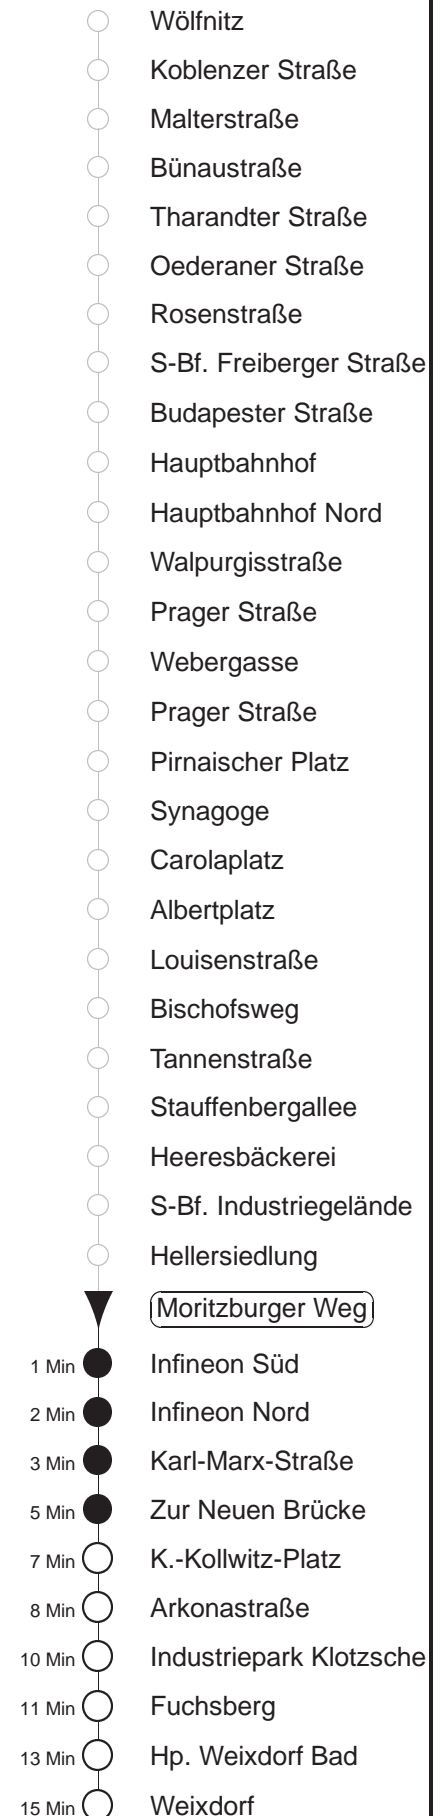 Wölfnitz
Koblenzer Straße
Malterstraße
Bünaustraße
Tharandter Straße
Oederaner Straße
Rosenstraße
S-Bf. Freiberger Straße
Budapester Straße
Hauptbahnhof
Hauptbahnhof Nord
Walpurgisstraße
Prager Straße
Webergasse
Prager Straße
Pirnaischer Platz
Synagoge
Carolaplatz
Albertplatz
Louisenstraße
Bischofsweg
Tannenstraße
Stauffenbergallee
Heeresbäckerei
S-Bf. Industriegelände
Hellersiedlung
Moritzburger Weg
1 Min Infineon Süd
2 Min Infineon Nord
3 Min Karl-Marx-Straße
5 Min Zur Neuen Brücke
7 Min K.-Kollwitz-Platz
8 Min Arkonastraße
10 Min Industriepark Klotzsche
11 Min Fuchsberg
13 Min Hp. Weixdorf Bad
15 Min Weixdorf